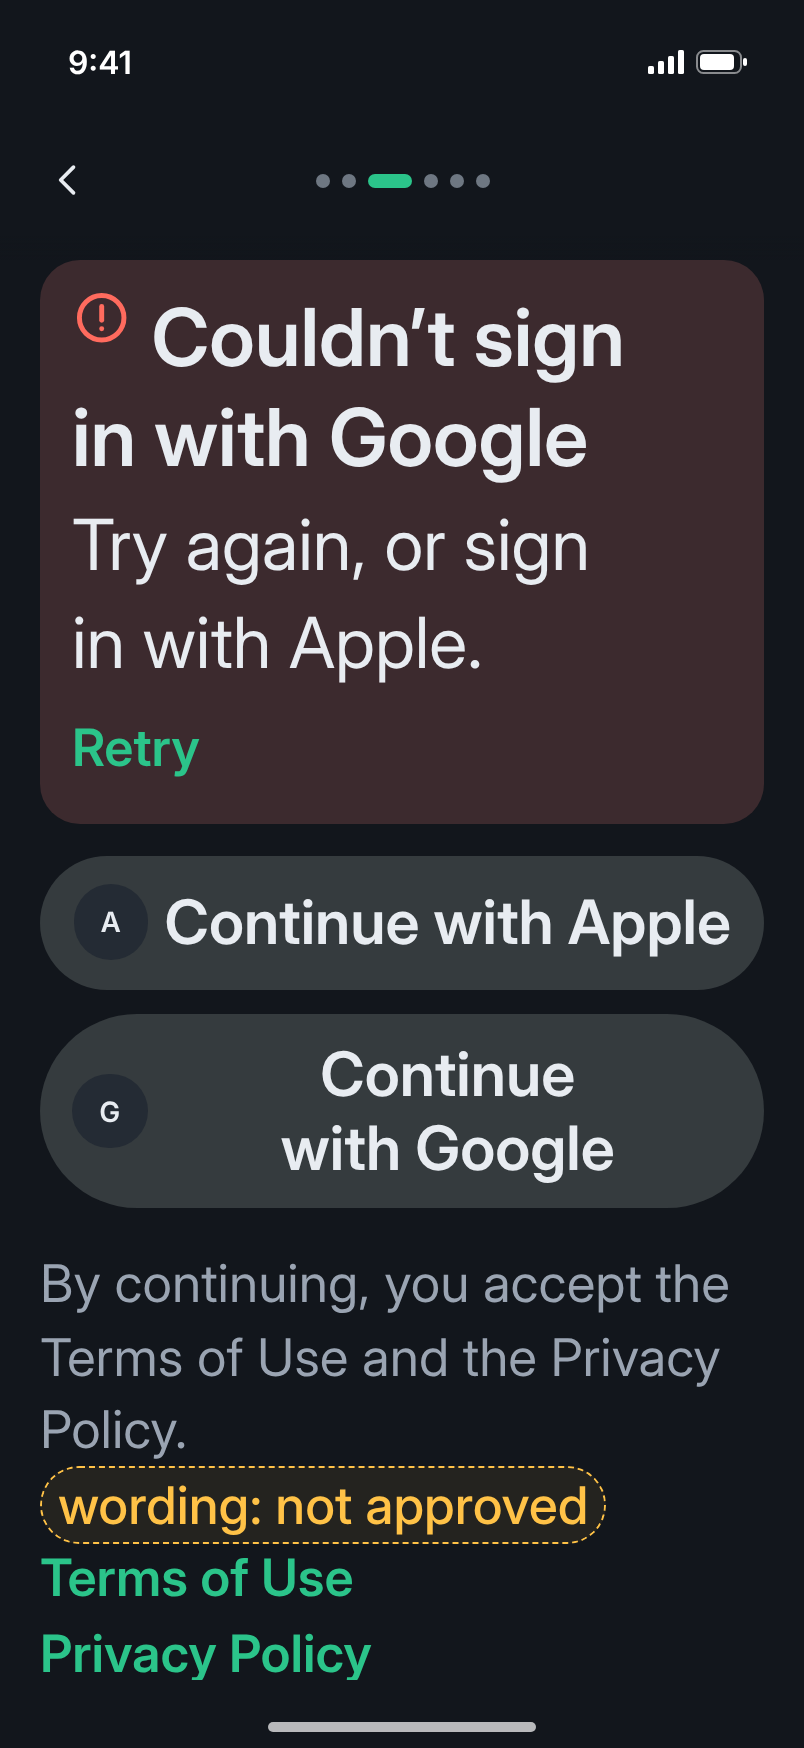 9:41
Couldn’t sign
in with Google
Try again, or sign
in with Apple.
Retry
A Continue with Apple
G Continue
with Google
By continuing, you accept the
Terms of Use and the Privacy
Policy.
wording: not approved
Terms of Use
Privacy Policy